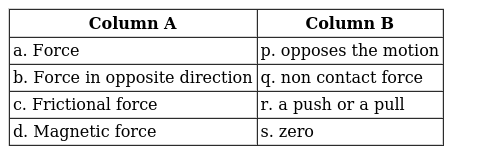 Column A Column B
a. Force p. opposes the motion
b. Force in opposite direction q. non contact force
c. Frictional force r. a push or a pull
d. Magnetic force s. zero